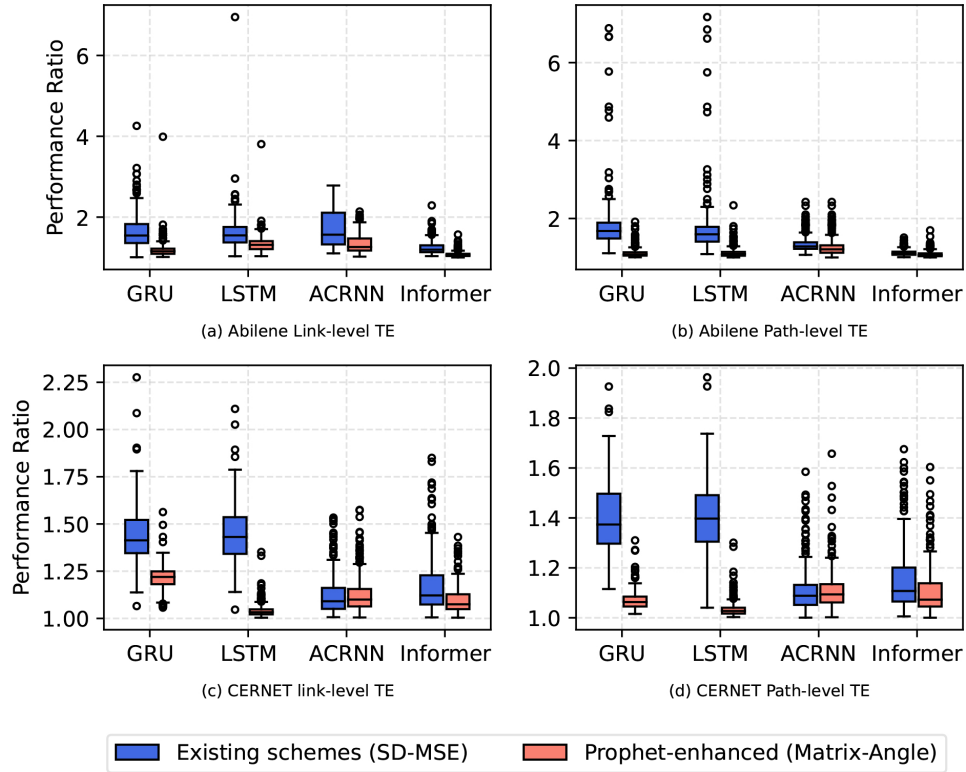 Performance Ratio
6
4
2
GRU LSTM ACRNN Informer
(a) Abilene Link-level TE
6
4
2
GRU LSTM ACRNN Informer
(b) Abilene Path-level TE
Performance Ratio
2.25
2.00
1.75
1.50
1.25
1.00
GRU LSTM ACRNN Informer
(c) CERNET link-level TE
2.0
1.8
1.6
1.4
1.2
1.0
GRU LSTM ACRNN Informer
(d) CERNET Path-level TE
Existing schemes (SD-MSE) Prophet-enhanced (Matrix-Angle)